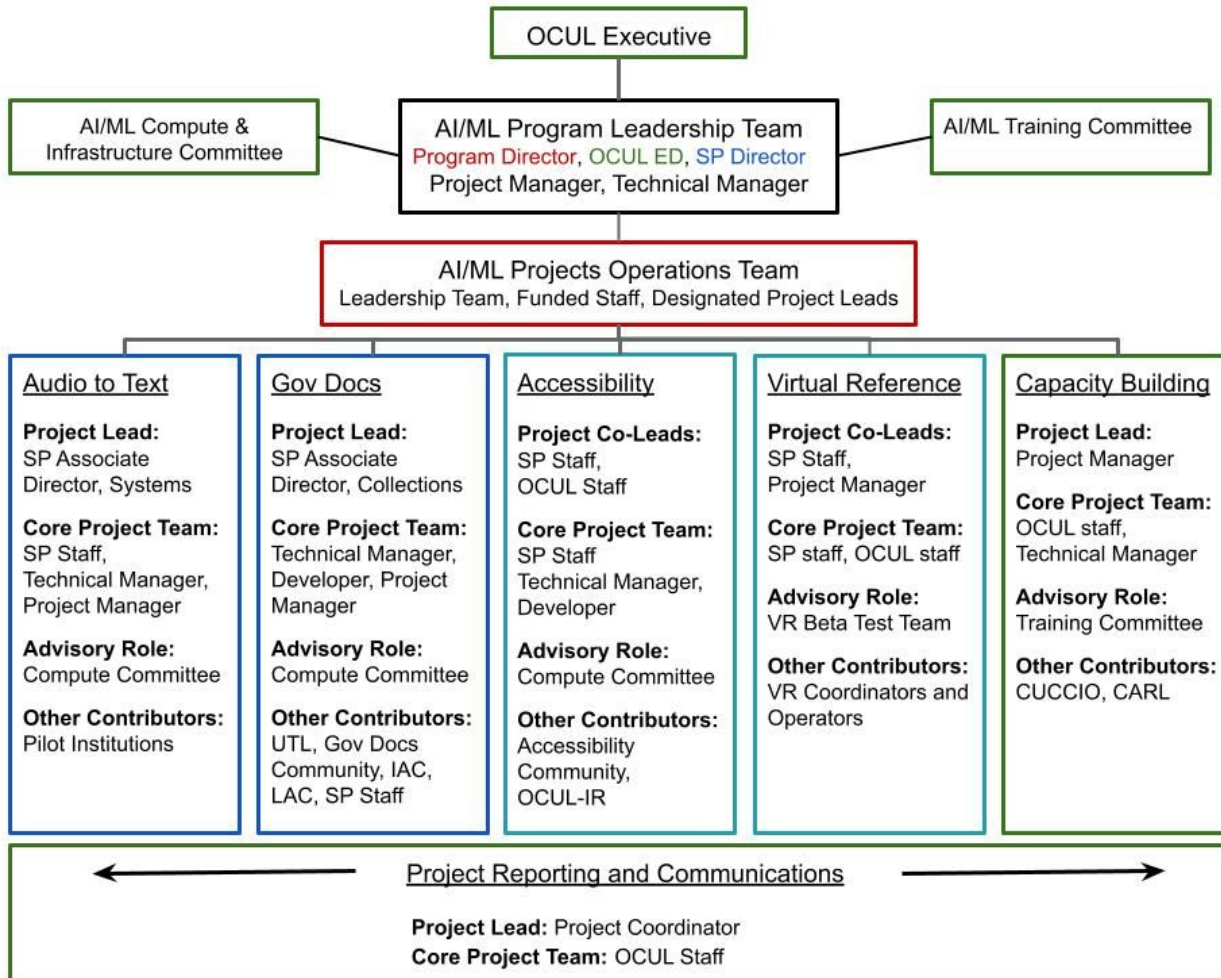 OCUL Executive
AI/ML Compute &
Infrastructure Committee
AI/ML Program Leadership Team
Program Director, OCUL ED, SP Director
Project Manager, Technical Manager
AI/ML Training Committee
AI/ML Projects Operations Team
Leadership Team, Funded Staff, Designated Project Leads
Audio to Text
Project Lead:
SP Associate
Director, Systems
Core Project Team:
SP Staff,
Technical Manager,
Project Manager
Advisory Role:
Compute Committee
Other Contributors:
Pilot Institutions
Gov Docs
Project Lead:
SP Associate
Director, Collections
Core Project Team:
Technical Manager,
Developer, Project
Manager
Advisory Role:
Compute Committee
Other Contributors:
UTL, Gov Docs
Community, IAC,
LAC, SP Staff
Accessibility
Project Co-Leads:
SP Staff,
OCUL Staff
Core Project Team:
SP Staff
Technical Manager,
Developer
Advisory Role:
Compute Committee
Other Contributors:
Accessibility
Community,
OCUL-IR
Virtual Reference
Project Co-Leads:
SP Staff,
Project Manager
Core Project Team:
SP staff, OCUL staff
Advisory Role:
VR Beta Test Team
Other Contributors:
VR Coordinators and
Operators
Capacity Building
Project Lead:
Project Manager
Core Project Team:
OCUL staff,
Technical Manager
Advisory Role:
Training Committee
Other Contributors:
CUCCIO, CARL
Project Reporting and Communications
Project Lead: Project Coordinator
Core Project Team: OCUL Staff